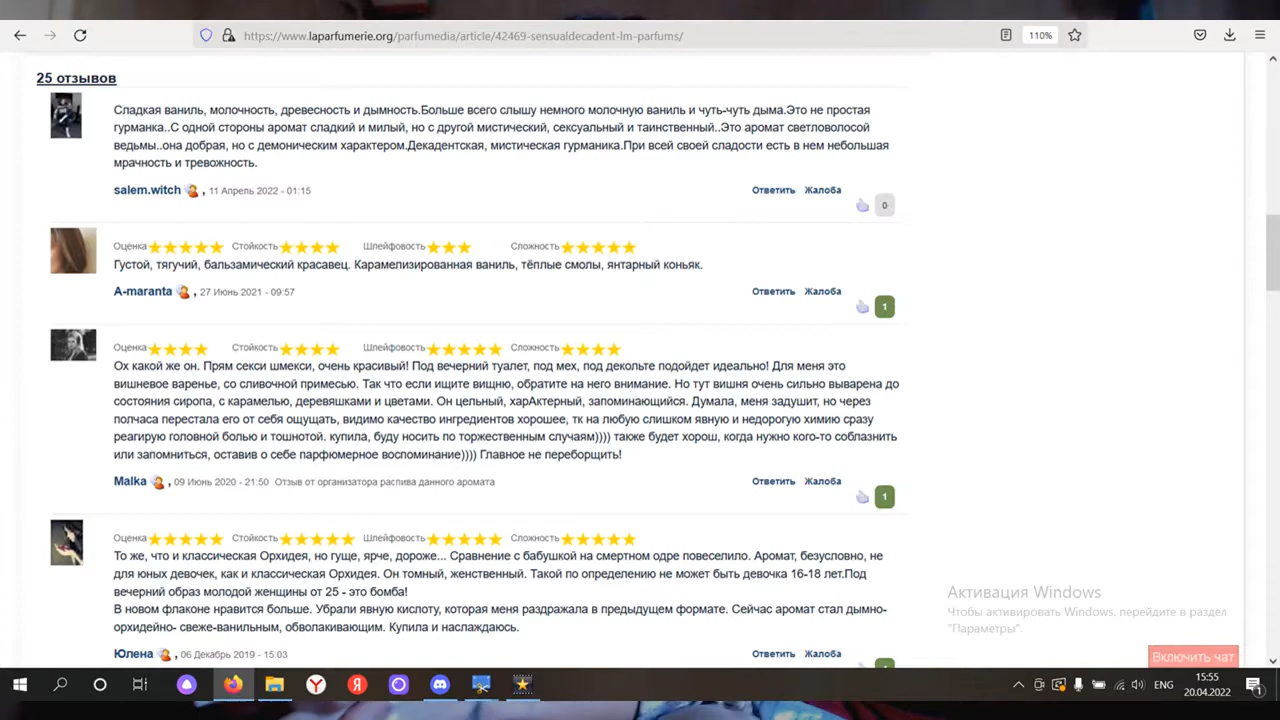 https://www.laparfumerie.org/parfumedia/article/42469-sensualdecadent-lm-parfums/
110%
25 отзывов
Сладкая ваниль, молочность, древесность и дымность.Больше всего слышу немного молочную ваниль и чуть-чуть дыма.Это не простая
гурманка..С одной стороны аромат сладкий и милый, но с другой мистический, сексуальный и таинственный..Это аромат светловолосой
ведьмы..она добрая, но с демоническим характером.Декадентская, мистическая гурманика.При всей своей сладости есть в нем небольшая
мрачность и тревожность.
salem.witch , 11 Апрель 2022 - 01:15 Ответить Жалоба
0
Оценка Стойкость Шлейфовость Сложность
Густой, тягучий, бальзамический красавец. Карамелизированная ваниль, тёплые смолы, янтарный коньяк.
A-maranta , 27 Июнь 2021 - 09:57 Ответить Жалоба
1
Оценка Стойкость Шлейфовость Сложность
Ох какой же он. Прям секси шмекси, очень красивый! Под вечерний туалет, под мех, под декольте подойдет идеально! Для меня это
вишневое варенье, со сливочной примесью. Так что если ищите вищню, обратите на него внимание. Но тут вишня очень сильно выварена до
состояния сиропа, с карамелью, деревяшками и цветами. Он цельный, харАктерный, запоминающийся. Думала, меня задушит, но через
полчаса перестала его от себя ощущать, видимо качество ингредиентов хорошее, тк на любую слишком явную и недорогую химию сразу
реагирую головной болью и тошнотой. купила, буду носить по торжественным случаям)))) также будет хорош, когда нужно кого-то соблазнить
или запомниться, оставив о себе парфюмерное воспоминание)))) Главное не переборщить!
Malka , 09 Июнь 2020 - 21:50 Отзыв от организатора распива данного аромата Ответить Жалоба
1
Оценка Стойкость Шлейфовость Сложность
То же, что и классическая Орхидея, но гуще, ярче, дороже... Сравнение с бабушкой на смертном одре повеселило. Аромат, безусловно, не
для юных девочек, как и классическая Орхидея. Он томный, женственный. Такой по определению не может быть девочка 16-18 лет.Под
вечерний образ молодой женщины от 25 - это бомба!
В новом флаконе нравится больше. Убрали явную кислоту, которая меня раздражала в предыдущем формате. Сейчас аромат стал дымно-
орхидейно- свеже-ванильным, обволакивающим. Купила и наслаждаюсь.
Юлена , 06 Декабрь 2019 - 15:03 Ответить Жалоба
Активация Windows
Чтобы активировать Windows, перейдите в раздел
"Параметры".
Включить чат
ENG
15:55
20.04.2022
1